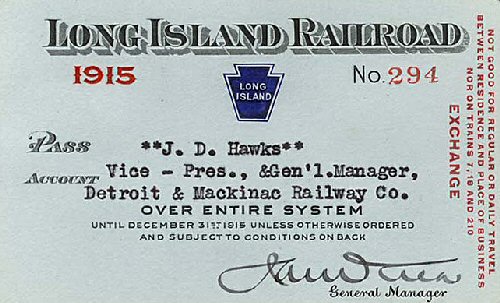 LONG ISLAND RAILROAD
1915
No. 294
LONG
ISLAND
PASS
**J. D. Hawks**
ACCOUNT
Vice - Pres., &Gen'l.Manager,
Detroit & Mackinac Railway Co.
OVER ENTIRE SYSTEM
UNTIL DECEMBER 31ST 1915 UNLESS OTHERWISE ORDERED
AND SUBJECT TO CONDITIONS ON BACK
General Manager
EXCHANGE
NOT GOOD FOR REGULAR OR DAILY TRAVEL
BETWEEN RESIDENCE AND PLACE OF BUSINESS
NOR ON TRAINS 7, 18 AND 210